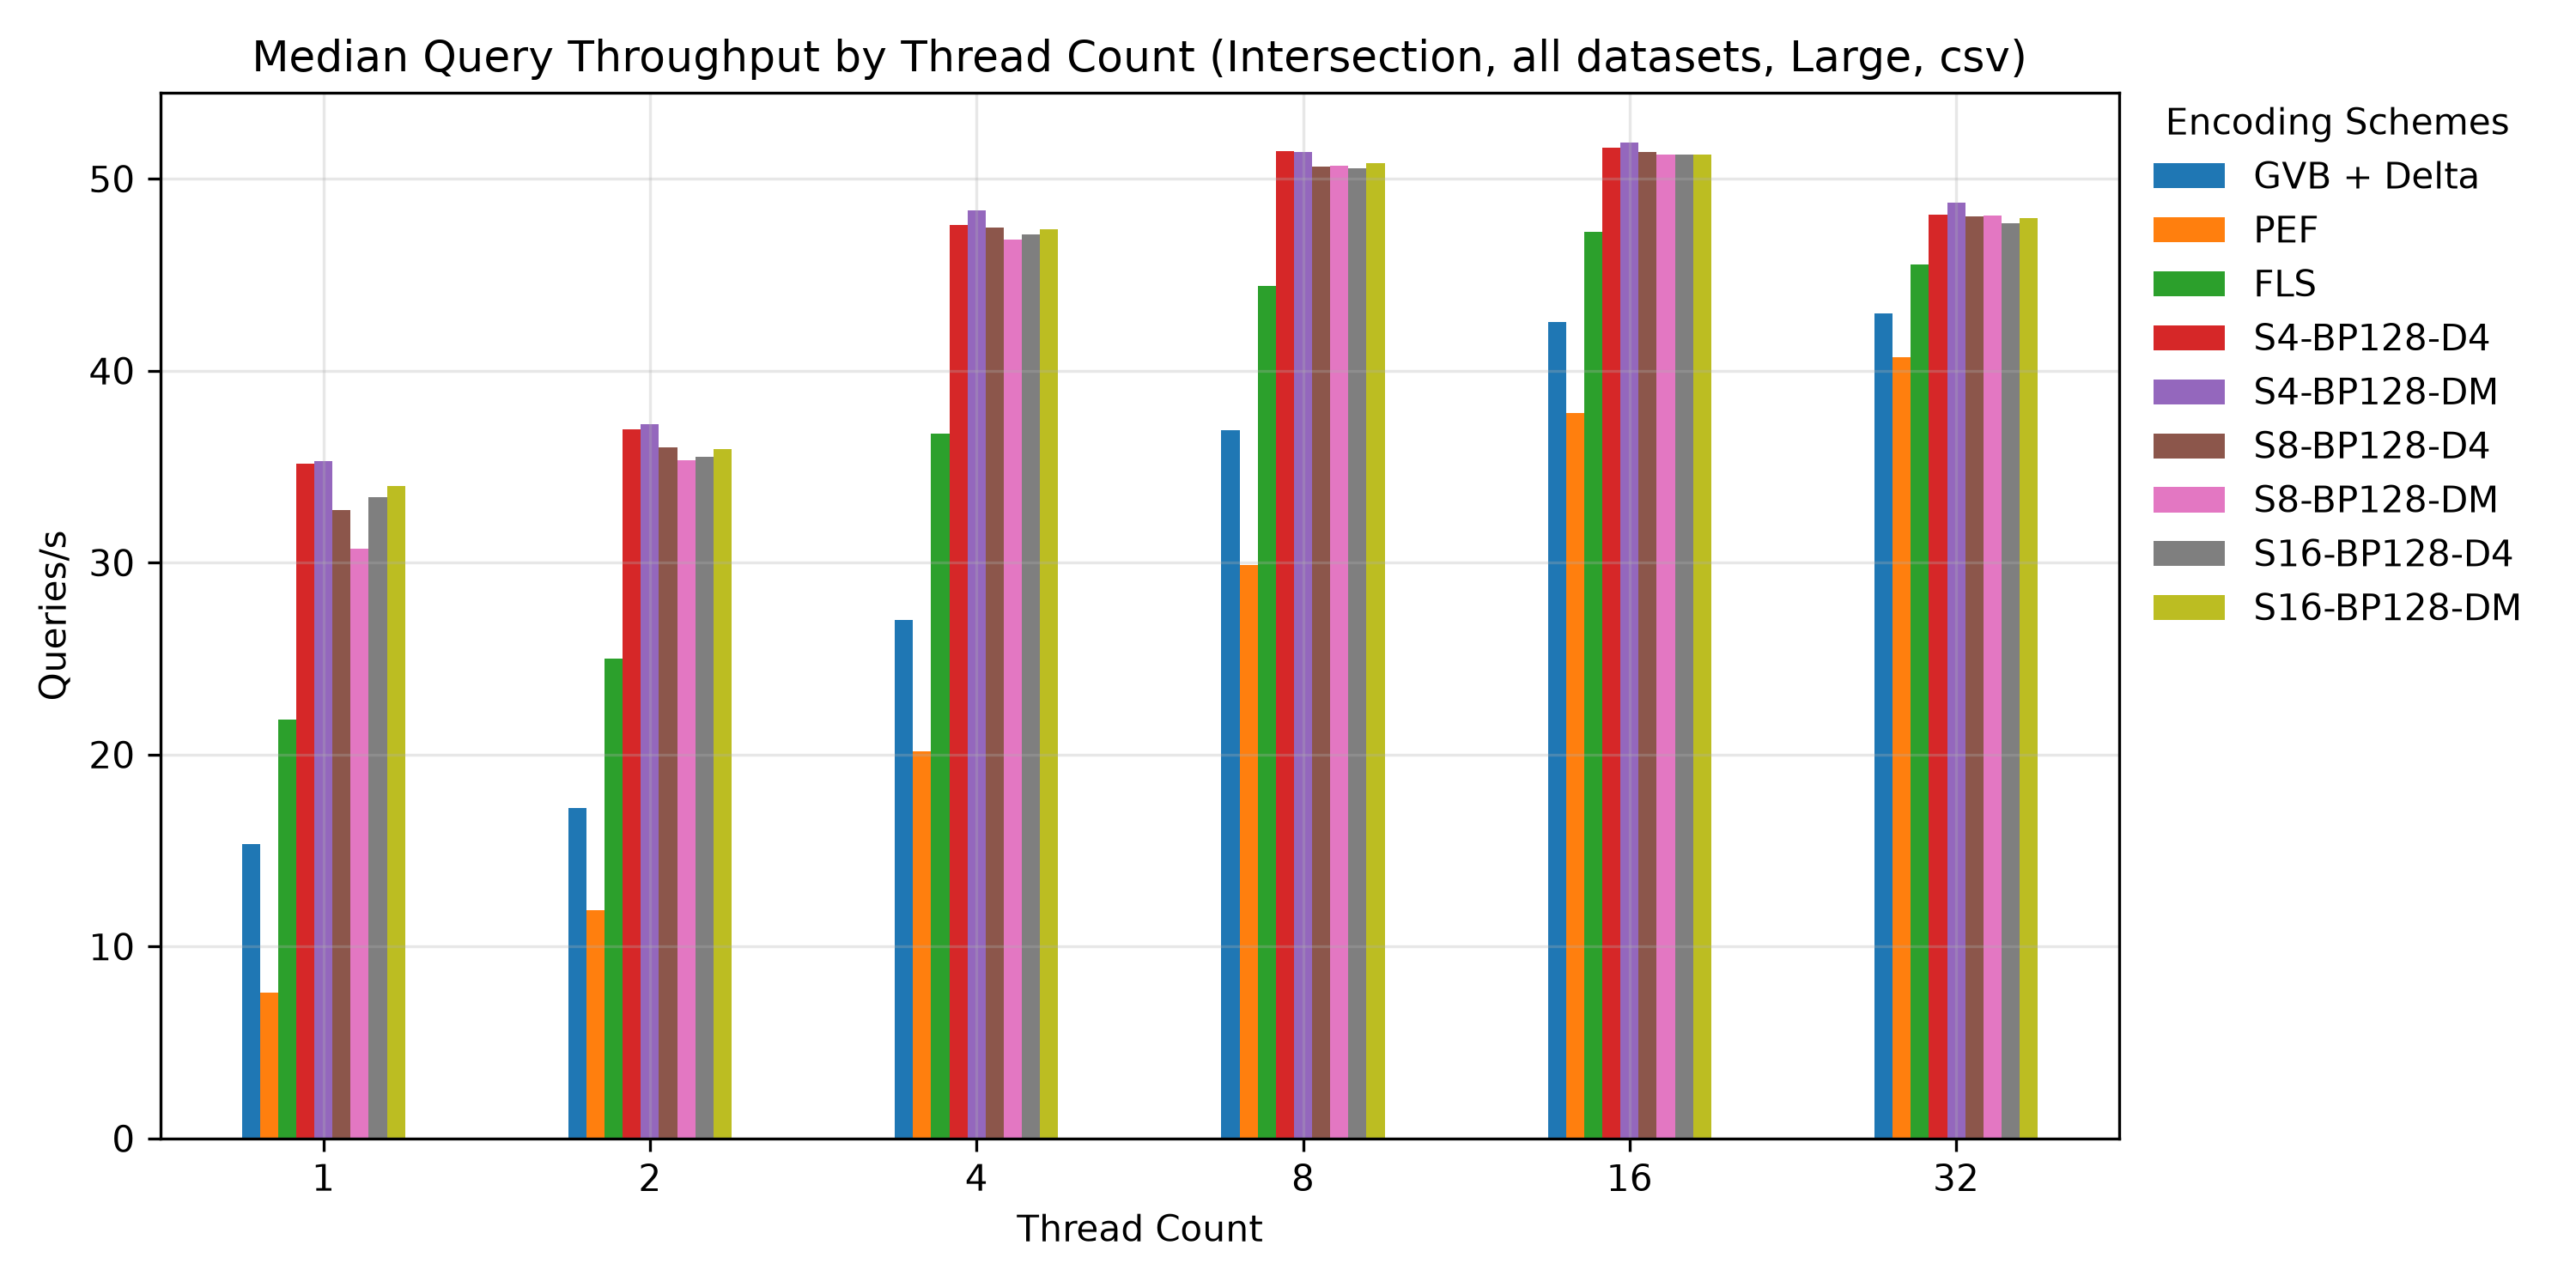 Median Query Throughput by Thread Count (Intersection, all datasets, Large, csv)
Queries/s
50
40
30
20
10
0
1 2 4 8 16 32
Thread Count
Encoding Schemes
GVB + Delta
PEF
FLS
S4-BP128-D4
S4-BP128-DM
S8-BP128-D4
S8-BP128-DM
S16-BP128-D4
S16-BP128-DM